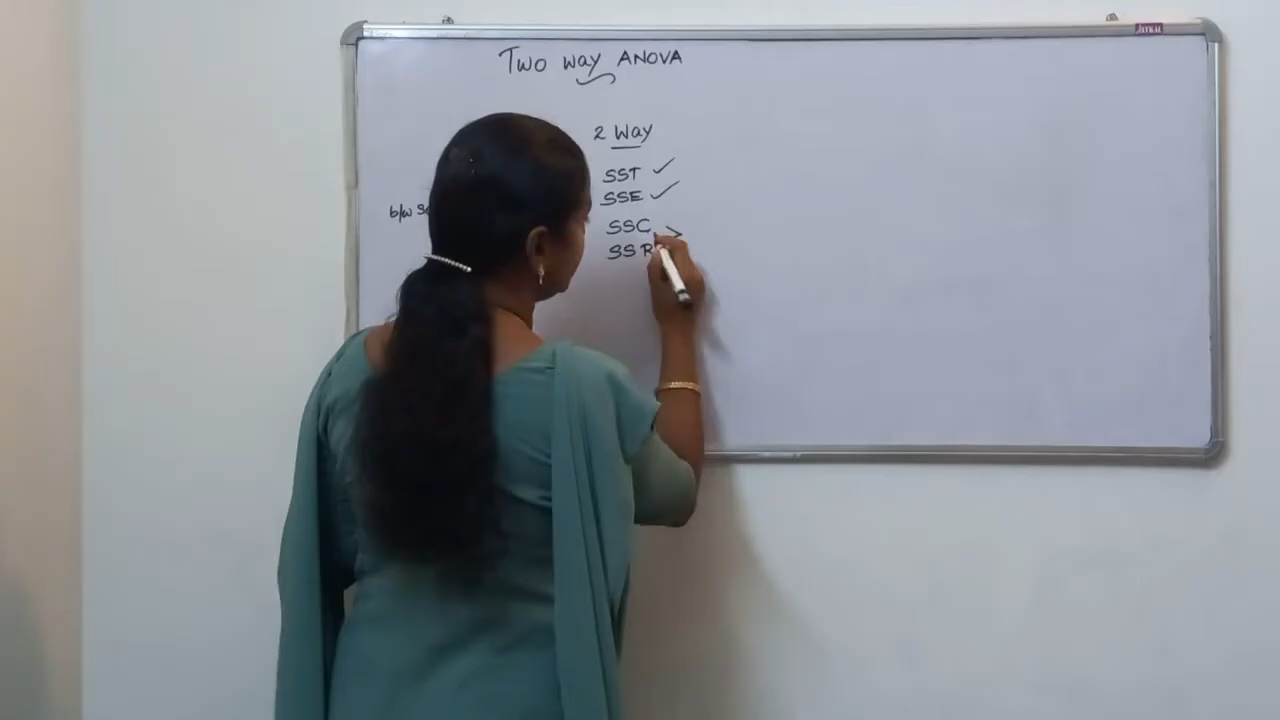 Two way ANOVA
2 Way
SST ✓
SSE ✓
b/w
SSC >
SSR